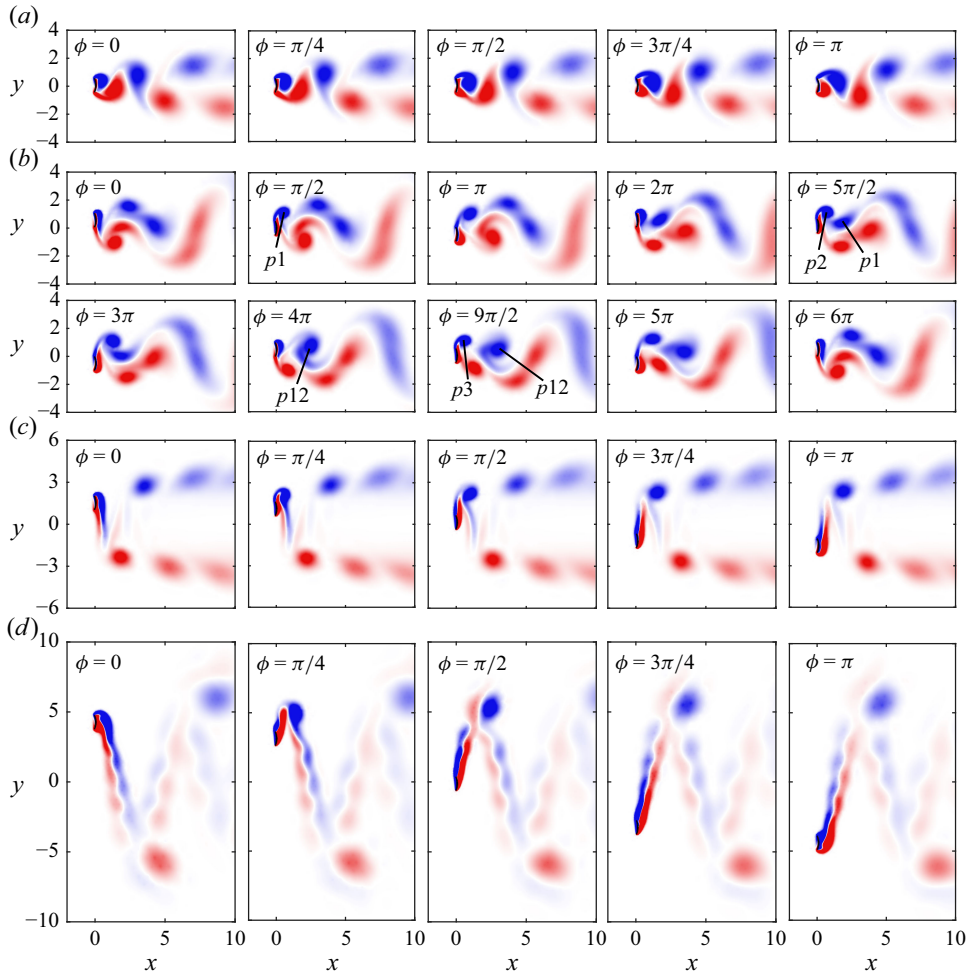 (a)
ϕ = 0 ϕ = π/4 ϕ = π/2 ϕ = 3π/4 ϕ = π
4
2
y 0
−2
−4
(b)
ϕ = 0 ϕ = π/2 ϕ = π ϕ = 2π ϕ = 5π/2
4
2
y 0
−2
−4
p1 p2 p1
ϕ = 3π ϕ = 4π ϕ = 9π/2 ϕ = 5π ϕ = 6π
4
2
y 0
−2
−4
p12 p3 p12
(c)
ϕ = 0 ϕ = π/4 ϕ = π/2 ϕ = 3π/4 ϕ = π
6
3
y 0
−3
−6
(d)
ϕ = 0 ϕ = π/4 ϕ = π/2 ϕ = 3π/4 ϕ = π
10
5
y 0
−5
−10
0 5 10 0 5 10 0 5 10 0 5 10 0 5 10
x x x x x